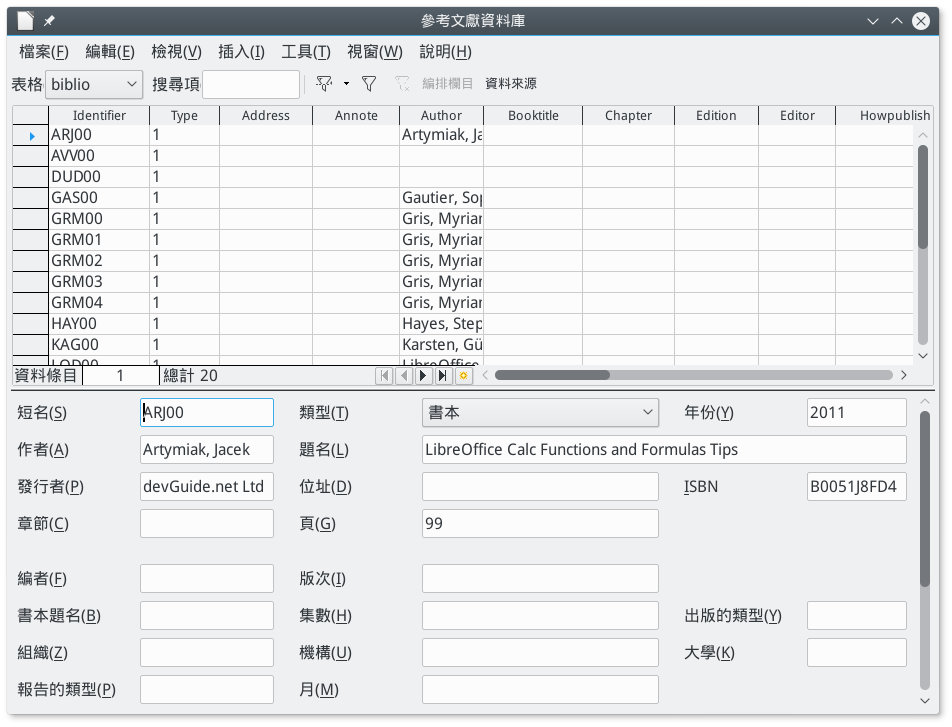 參考文獻資料庫
檔案(F) 編輯(E) 檢視(V) 插入(I) 工具(T) 視窗(W) 說明(H)
表格 biblio 搜尋項 編排欄目 資料來源
Identifier Type Address Annote Author Booktitle Chapter Edition Editor Howpublish
ARJ00 1 Artymiak, Ja
AVV00 1
DUD00 1
GAS00 1 Gautier, Sop
GRM00 1 Gris, Myriar
GRM01 1 Gris, Myriar
GRM02 1 Gris, Myriar
GRM03 1 Gris, Myriar
GRM04 1 Gris, Myriar
HAY00 1 Hayes, Step
KAG00 1 Karsten, Gü
LOD00 1 LibreOffice
資料條目 1 總計 20
短名(S) ARJ00 類型(T) 書本 年份(Y) 2011
作者(A) Artymiak, Jacek 題名(L) LibreOffice Calc Functions and Formulas Tips
發行者(P) devGuide.net Ltd 位址(D) ISBN B0051J8FD4
章節(C) 頁(G) 99
編者(F) 版次(I)
書本題名(B) 集數(H) 出版的類型(Y)
組織(Z) 機構(U) 大學(K)
報告的類型(P) 月(M)